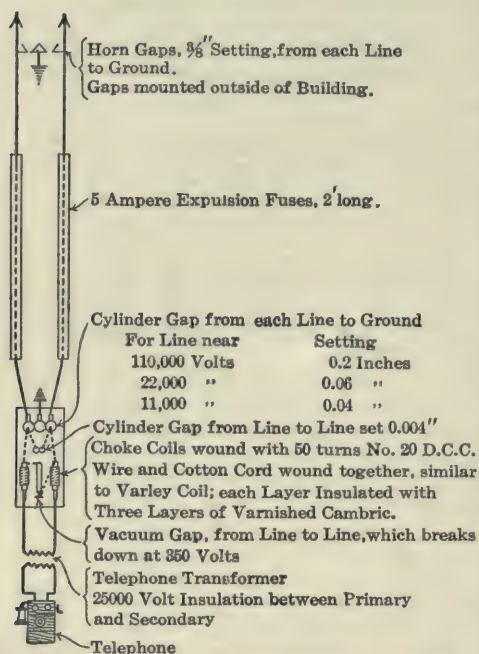 Horn Gaps, ⅝" Setting, from each Line
to Ground.
Gaps mounted outside of Building.
5 Ampere Expulsion Fuses, 2' long.
Cylinder Gap from each Line to Ground
For Line near Setting
110,000 Volts 0.2 Inches
22,000 " 0.06 "
11,000 " 0.04 "
Cylinder Gap from Line to Line set 0.004"
Choke Coils wound with 50 turns No. 20 D.C.C.
Wire and Cotton Cord wound together, similar
to Varley Coil; each Layer Insulated with
Three Layers of Varnished Cambric.
Vacuum Gap, from Line to Line, which breaks
down at 350 Volts
Telephone Transformer
25000 Volt Insulation between Primary
and Secondary
Telephone